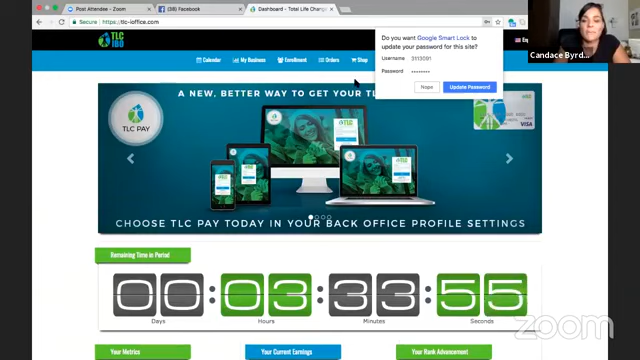 Post Attendee - Zoom
(38) Facebook
Dashboard - Total Life Chang
Secure
https://tlc-ioffice.com
TLC
IBO
Calendar
My Business
Enrollment
Orders
Shop
Do you want Google Smart Lock to
update your password for this site?
Username 3113091
Password ••••••••
Nope
Update Password
Candace Byrd...
A NEW, BETTER WAY TO GET YOUR TL
TLC PAY
VISA
CHOOSE TLC PAY TODAY IN YOUR BACK OFFICE PROFILE SETTINGS
Remaining Time in Period
00 : 03 : 33 : 55
Days Hours Minutes Seconds
zoom
Your Metrics
Your Current Earnings
Your Rank Advancement